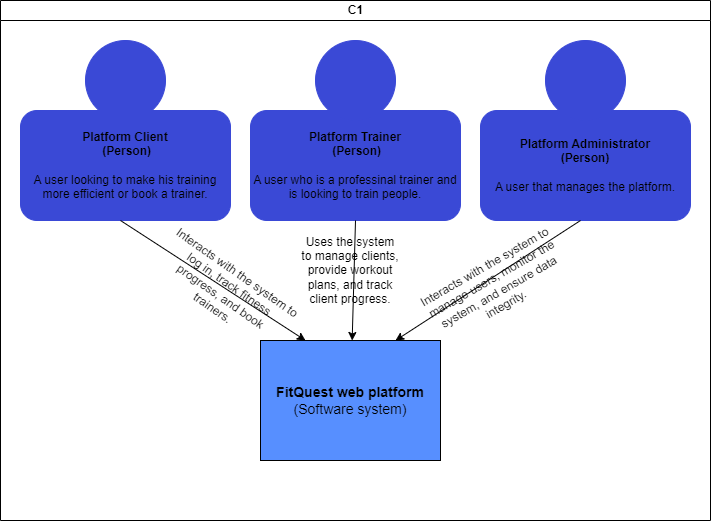 C1
Platform Client
(Person)
A user looking to make his training
more efficient or book a trainer.
Platform Trainer
(Person)
A user who is a professinal trainer and
is looking to train people.
Platform Administrator
(Person)
A user that manages the platform.
Interacts with the system to
log in, track fitness
progress, and book
trainers.
Uses the system
to manage clients,
provide workout
plans, and track
client progress.
Interacts with the system to
manage users, monitor the
system, and ensure data
integrity.
FitQuest web platform
(Software system)